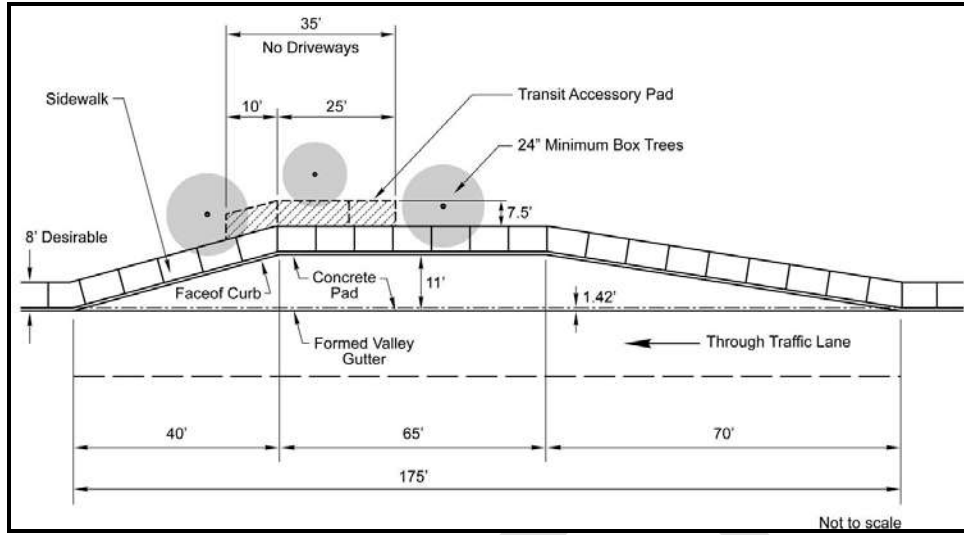 35'
No Driveways
Sidewalk
10'
25'
Transit Accessory Pad
24" Minimum Box Trees
7.5'
8' Desirable
Faceof Curb
Concrete
Pad
11'
1.42'
Formed Valley
Gutter
Through Traffic Lane
40'
65'
70'
175'
Not to scale